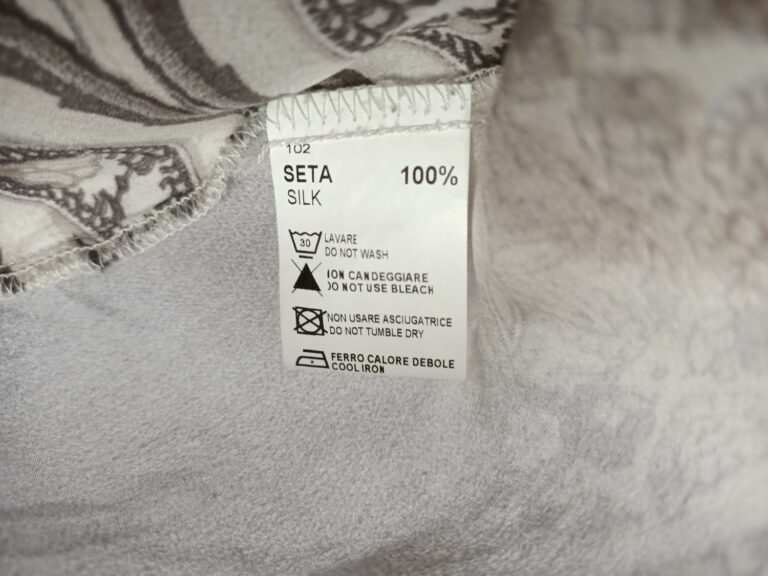 102
SETA 100%
SILK
30
LAVARE
DO NOT WASH
ION CANDEGGIARE
DO NOT USE BLEACH
NON USARE ASCIUGATRICE
DO NOT TUMBLE DRY
FERRO CALORE DEBOLE
COOL IRON